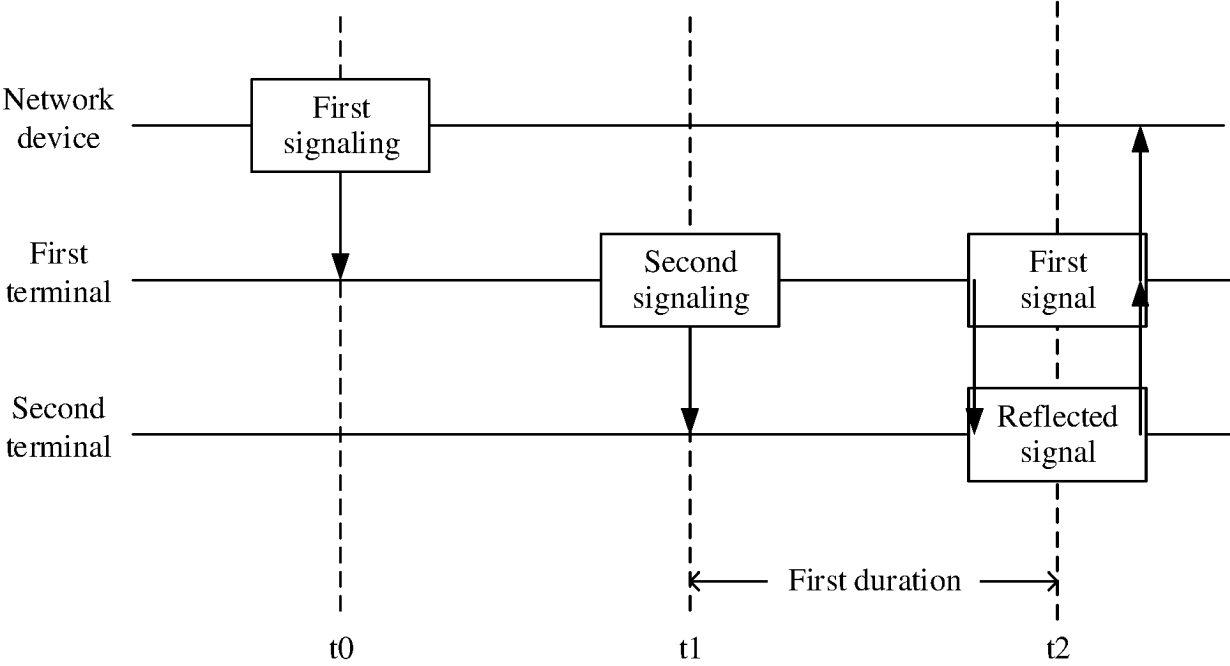 Network
device
First
signaling
First
terminal
Second
signaling
First
signal
Second
terminal
Reflected
signal
First duration
t0
t1
t2